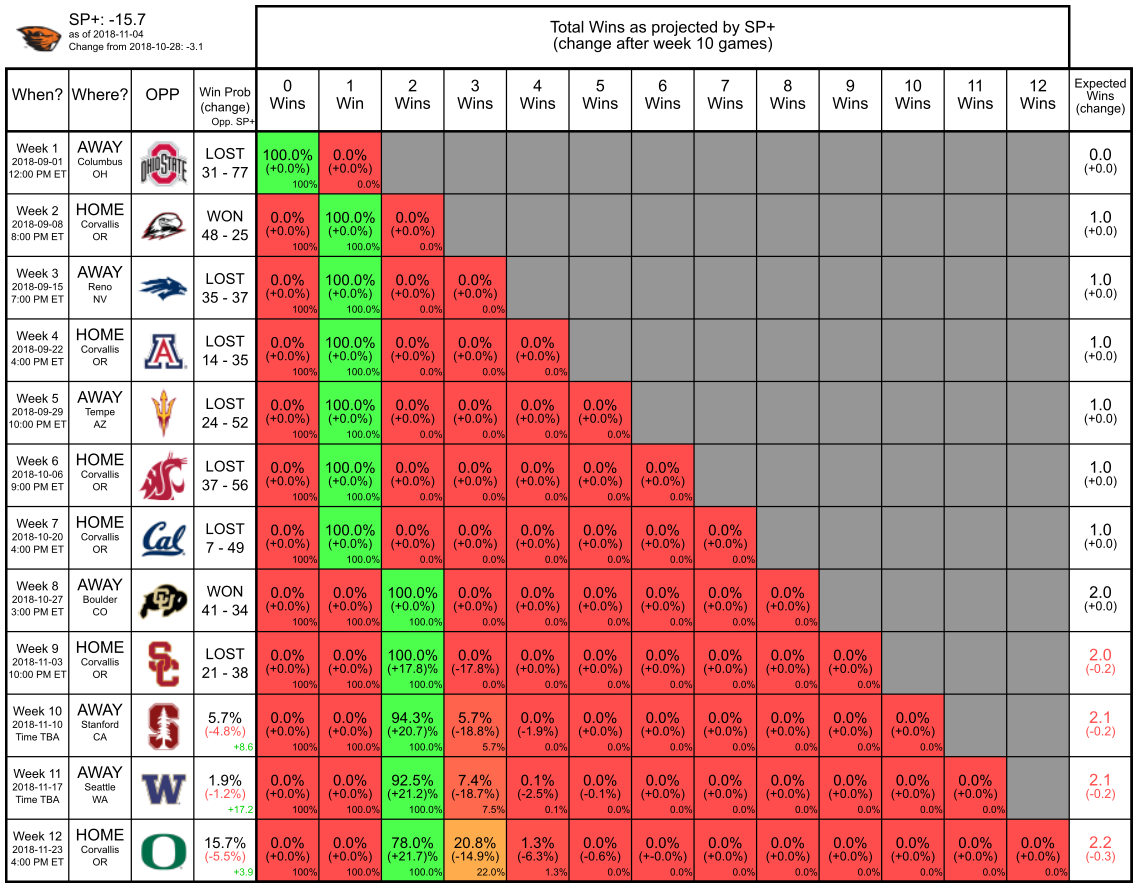 SP+: -15.7
as of 2018-11-04
Change from 2018-10-28: -3.1
Total Wins as projected by SP+
(change after week 10 games)
When? Where? OPP Win Prob (change) Opp. SP+ 0 Wins 1 Win 2 Wins 3 Wins 4 Wins 5 Wins 6 Wins 7 Wins 8 Wins 9 Wins 10 Wins 11 Wins 12 Wins Expected Wins (change)
Week 1 AWAY LOST 100.0% 0.0% 0.0
2018-09-01 Columbus OHIO STATE (+0.0%) (+0.0%) (+0.0)
12:00 PM ET OH 31 - 77 100% 0.0%
Week 2 HOME WON 0.0% 100.0% 0.0% 1.0
2018-09-08 Corvallis (+0.0%) (+0.0%) (+0.0%) (+0.0)
8:00 PM ET OR 48 - 25 100% 100.0% 0.0%
Week 3 AWAY LOST 0.0% 100.0% 0.0% 0.0% 1.0
2018-09-15 Reno (+0.0%) (+0.0%) (+0.0%) (+0.0%) (+0.0)
7:00 PM ET NV 35 - 37 100% 100.0% 0.0% 0.0%
Week 4 HOME LOST 0.0% 100.0% 0.0% 0.0% 0.0% 1.0
2018-09-22 Corvallis A (+0.0%) (+0.0%) (+0.0%) (+0.0%) (+0.0%) (+0.0)
4:00 PM ET OR 14 - 35 100% 100.0% 0.0% 0.0% 0.0%
Week 5 AWAY LOST 0.0% 100.0% 0.0% 0.0% 0.0% 0.0% 1.0
2018-09-29 Tempe (+0.0%) (+0.0%) (+0.0%) (+0.0%) (+0.0%) (+0.0%) (+0.0)
10:00 PM ET AZ 24 - 52 100% 100.0% 0.0% 0.0% 0.0% 0.0%
Week 6 HOME LOST 0.0% 100.0% 0.0% 0.0% 0.0% 0.0% 0.0% 1.0
2018-10-06 Corvallis WSC (+0.0%) (+0.0%) (+0.0%) (+0.0%) (+0.0%) (+0.0%) (+0.0%) (+0.0)
9:00 PM ET OR 37 - 56 100% 100.0% 0.0% 0.0% 0.0% 0.0% 0.0%
Week 7 HOME LOST 0.0% 100.0% 0.0% 0.0% 0.0% 0.0% 0.0% 0.0% 1.0
2018-10-20 Corvallis Cal (+0.0%) (+0.0%) (+0.0%) (+0.0%) (+0.0%) (+0.0%) (+0.0%) (+0.0%) (+0.0)
4:00 PM ET OR 7 - 49 100% 100.0% 0.0% 0.0% 0.0% 0.0% 0.0% 0.0%
Week 8 AWAY WON 0.0% 0.0% 100.0% 0.0% 0.0% 0.0% 0.0% 0.0% 0.0% 2.0
2018-10-27 Boulder CU (+0.0%) (+0.0%) (+0.0%) (+0.0%) (+0.0%) (+0.0%) (+0.0%) (+0.0%) (+0.0%) (+0.0)
3:00 PM ET CO 41 - 34 100% 100.0% 100.0% 0.0% 0.0% 0.0% 0.0% 0.0% 0.0%
Week 9 HOME LOST 0.0% 0.0% 100.0% 0.0% 0.0% 0.0% 0.0% 0.0% 0.0% 0.0% 2.0
2018-11-03 Corvallis SC (+0.0%) (+0.0%) (+17.8)% (-17.8%) (+0.0%) (+0.0%) (+0.0%) (+0.0%) (+0.0%) (+0.0%) (-0.2)
10:00 PM ET OR 21 - 38 100% 100.0% 100.0% 0.0% 0.0% 0.0% 0.0% 0.0% 0.0% 0.0%
Week 10 AWAY 5.7% 0.0% 0.0% 94.3% 5.7% 0.0% 0.0% 0.0% 0.0% 0.0% 0.0% 0.0% 2.1
2018-11-10 Stanford S (-4.8%) (+0.0%) (+0.0%) (+20.7)% (-18.8%) (-1.9%) (+0.0%) (+0.0%) (+0.0%) (+0.0%) (+0.0%) (+0.0%) (-0.2)
Time TBA CA +8.6 100% 100.0% 100.0% 5.7% 0.0% 0.0% 0.0% 0.0% 0.0% 0.0% 0.0%
Week 11 AWAY 1.9% 0.0% 0.0% 92.5% 7.4% 0.1% 0.0% 0.0% 0.0% 0.0% 0.0% 0.0% 0.0% 2.1
2018-11-17 Seattle W (-1.2%) (+0.0%) (+0.0%) (+21.2)% (-18.7%) (-2.5%) (-0.1%) (+0.0%) (+0.0%) (+0.0%) (+0.0%) (+0.0%) (+0.0%) (-0.2)
Time TBA WA +17.2 100% 100.0% 100.0% 7.5% 0.1% 0.0% 0.0% 0.0% 0.0% 0.0% 0.0% 0.0%
Week 12 HOME 15.7% 0.0% 0.0% 78.0% 20.8% 1.3% 0.0% 0.0% 0.0% 0.0% 0.0% 0.0% 0.0% 0.0% 2.2
2018-11-23 Corvallis O (-5.5%) (+0.0%) (+0.0%) (+21.7)% (-14.9%) (-6.3%) (-0.6%) (+-0.0%) (+0.0%) (+0.0%) (+0.0%) (+0.0%) (+0.0%) (+0.0%) (-0.3)
4:00 PM ET OR +3.9 100% 100.0% 100.0% 22.0% 1.3% 0.0% 0.0% 0.0% 0.0% 0.0% 0.0% 0.0% 0.0%